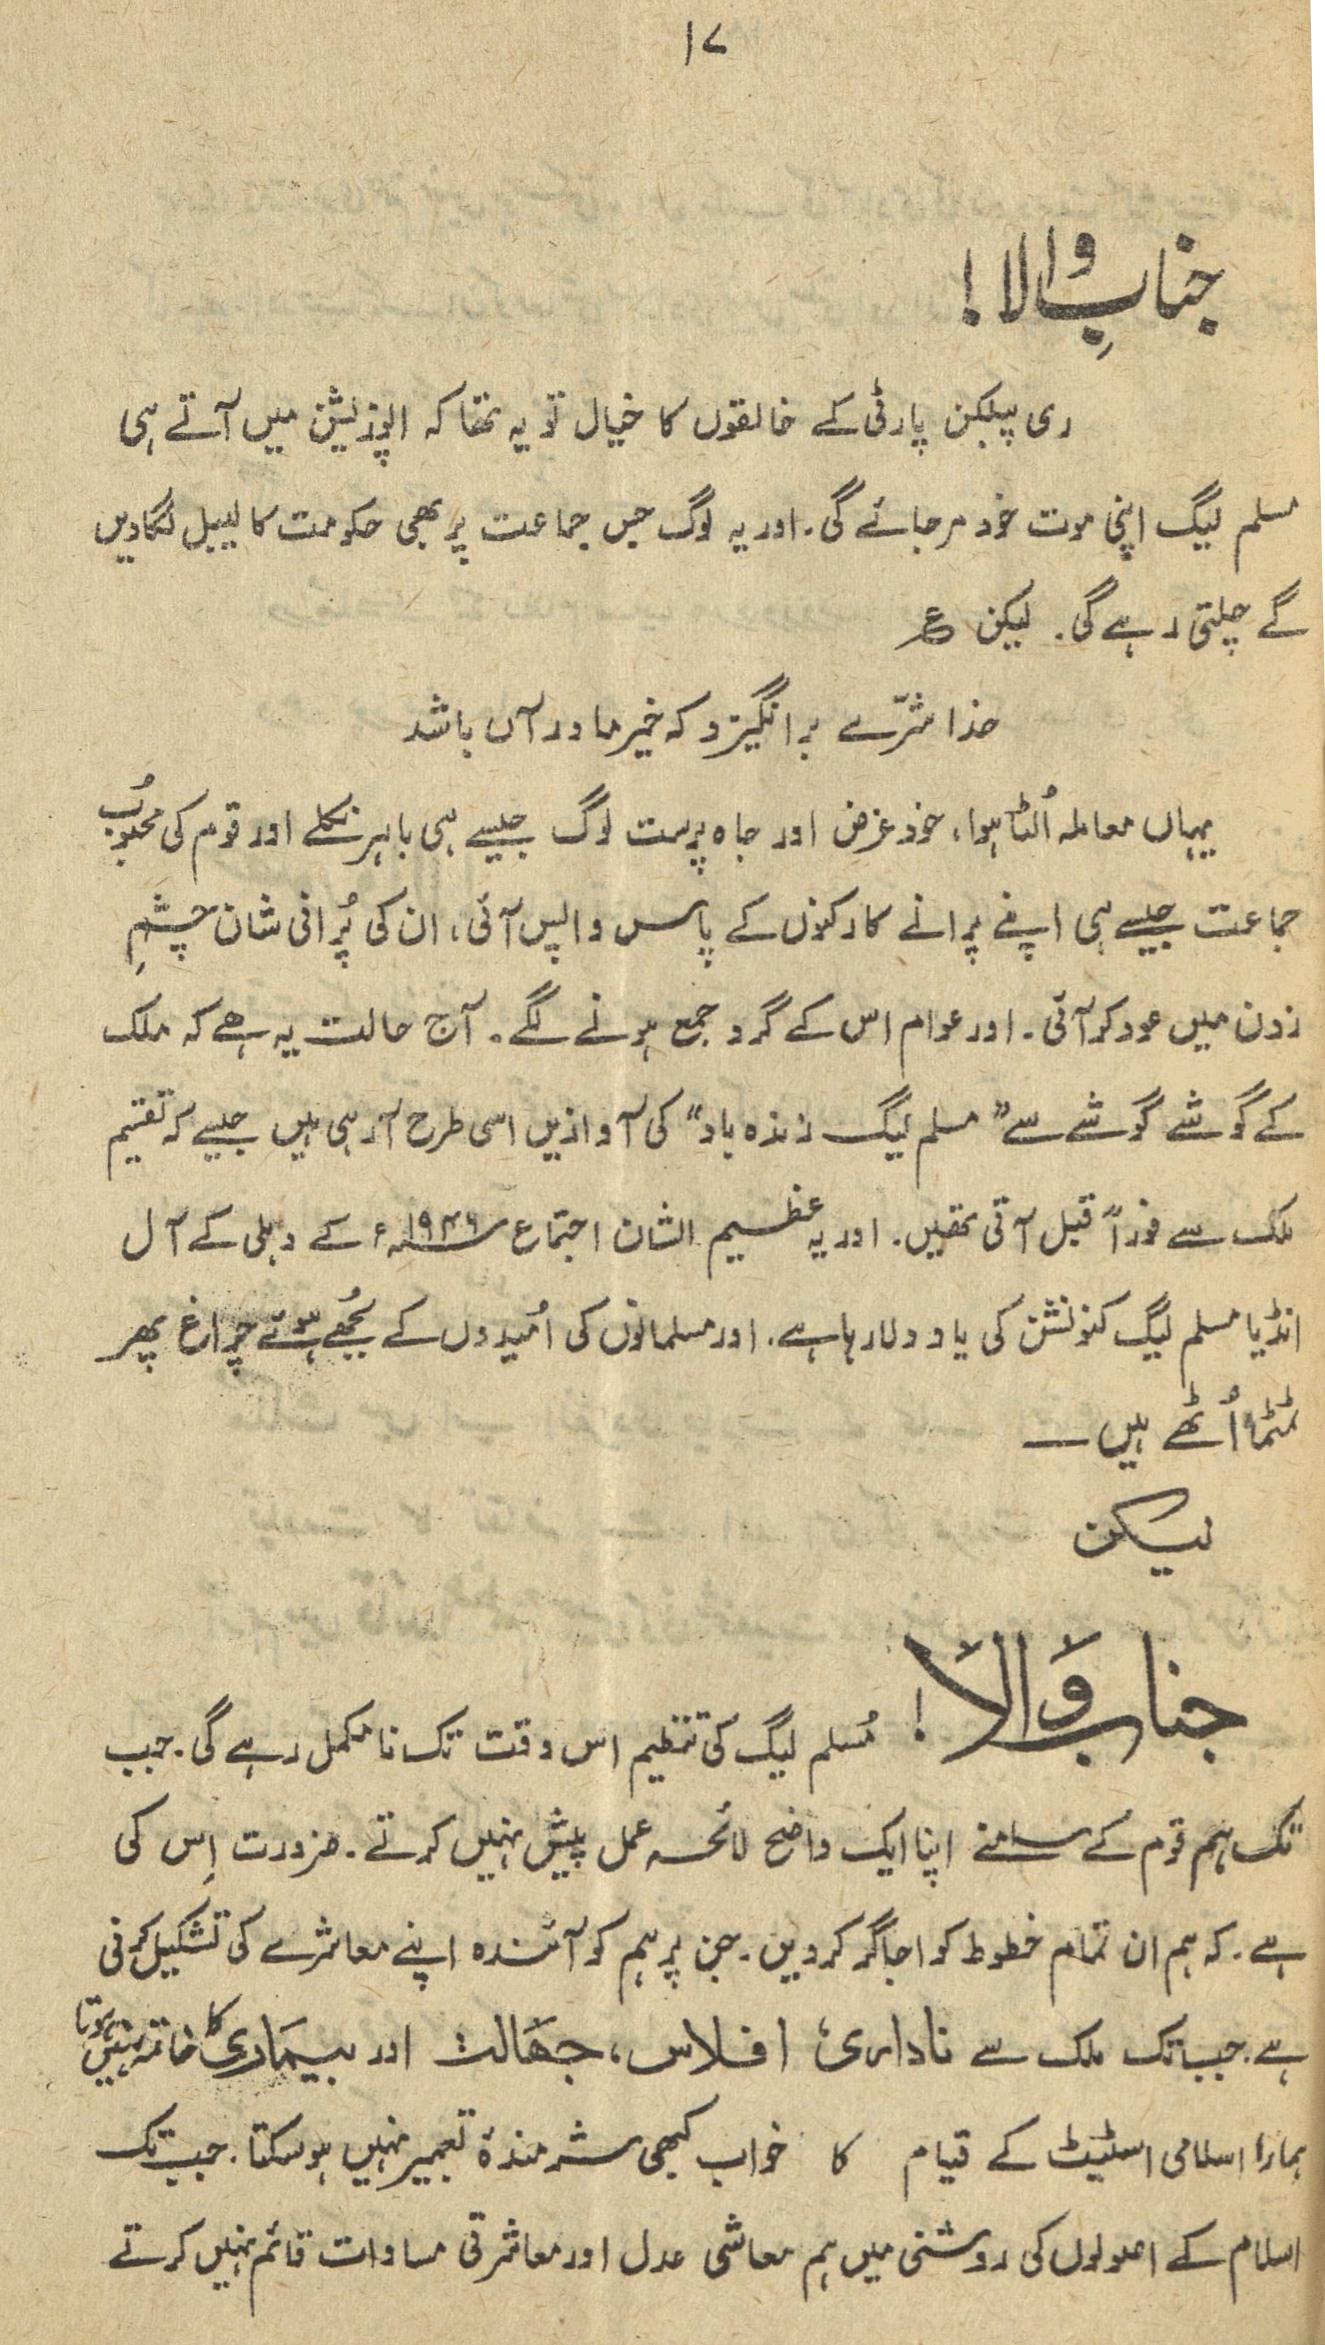 ۱۷
جنابِ والا!
ری پبلکن پارٹی کے خالقوں کا خیال تو یہ تھا کہ اپوزیشن میں آتے ہی
مسلم لیگ اپنی موت خود مر جائے گی۔ اور یہ لوگ جس جماعت پر بھی حکومت کا لیبل لگا دیں
گے چلتی رہے گی۔ لیکن ع
خدا شرّے برانگیزد کہ خیر ما در آں باشد
یہاں معاملہ اُلٹا ہوا، خود غرض اور جاہ پرست لوگ جیسے ہی باہر نکلے اور قوم کی محبوُب
جماعت جیسے ہی اپنے پرانے کارکنوں کے پاس واپس آئی، ان کی پُرانی شان چشمِ
زدن میں عود کر آئی۔ اور عوام اس کے گرد جمع ہونے لگے۔ آج حالت یہ ہے کہ ملک
کے گوشے گوشے سے "مسلم لیگ زندہ باد" کی آوازیں اسی طرح آ رہی ہیں جیسے کہ تقسیم
ملک سے فوراً قبل آتی تھیں۔ اور یہ عظیم الشان اجتماع ۱۹۴۶ء کے دہلی کے آل
انڈیا مسلم لیگ کنونشن کی یاد دلا رہا ہے۔ اور مسلمانوں کی اُمیدوں کے بُجھے ہوئے چراغ پھر
ٹمٹما اُٹھے ہیں ــ
لیکن
جناب والا! مُسلم لیگ کی تنظیم اس وقت تک نامکمل رہے گی۔ جب
تک ہم قوم کے سامنے اپنا ایک واضح لائحہ عمل پیش نہیں کرتے۔ ضرورت اِس کی
ہے۔ کہ ہم ان تمام خطوط کو اجاگر کر دیں۔ جن پر ہم کو آئندہ اپنے معاشرے کی تشکیل کرنی
ہے۔ جب تک ملک سے ناداری، افلاس، جہالت اور بیماری کا خاتمہ نہیں ہوتا
ہمارا اسلامی اسٹیٹ کے قیام کا خواب کبھی شرمندۂ تعبیر نہیں ہو سکتا۔ جب تک
اسلام کے اصولوں کی روشنی میں ہم معاشی عدل اور معاشرتی مساوات قائم نہیں کرتے